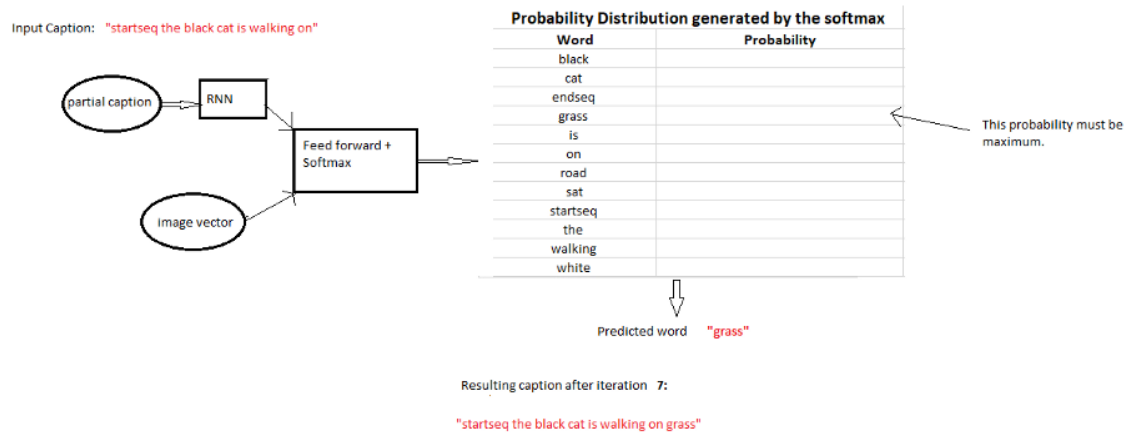 Input Caption: "startseq the black cat is walking on"
partial caption
RNN
Feed forward +
Softmax
image vector
Probability Distribution generated by the softmax
Word Probability
black
cat
endseq
grass
is
on
road
sat
startseq
the
walking
white
This probability must be
maximum.
Predicted word "grass"
Resulting caption after iteration 7:
"startseq the black cat is walking on grass"